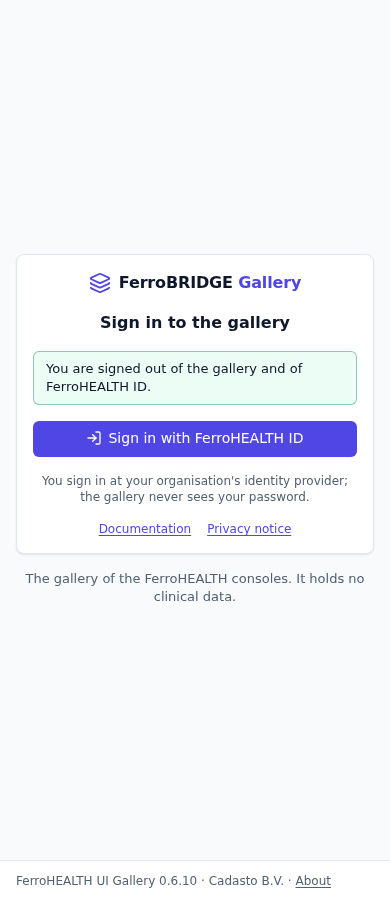 FerroBRIDGE Gallery
Sign in to the gallery
You are signed out of the gallery and of
FerroHEALTH ID.
Sign in with FerroHEALTH ID
You sign in at your organisation's identity provider;
the gallery never sees your password.
Documentation Privacy notice
The gallery of the FerroHEALTH consoles. It holds no
clinical data.
FerroHEALTH UI Gallery 0.6.10 · Cadasto B.V. · About